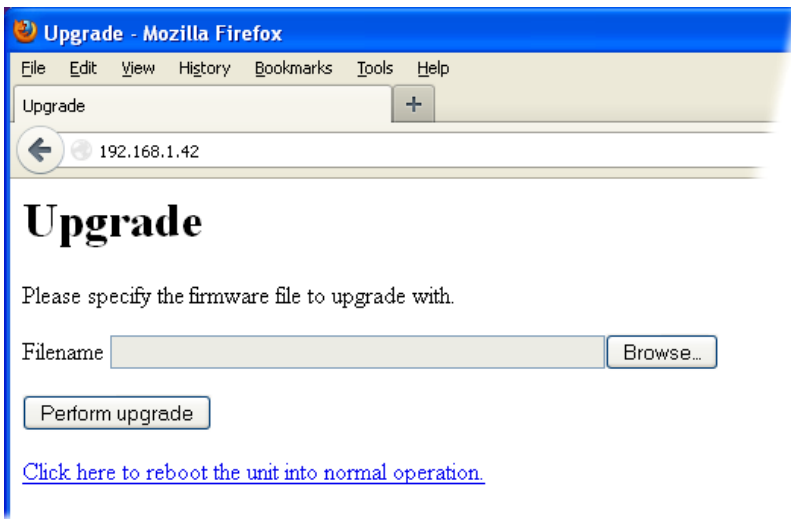 Upgrade - Mozilla Firefox
File Edit View History Bookmarks Tools Help
Upgrade +
192.168.1.42
Upgrade
Please specify the firmware file to upgrade with.
Filename Browse...
Perform upgrade
Click here to reboot the unit into normal operation.